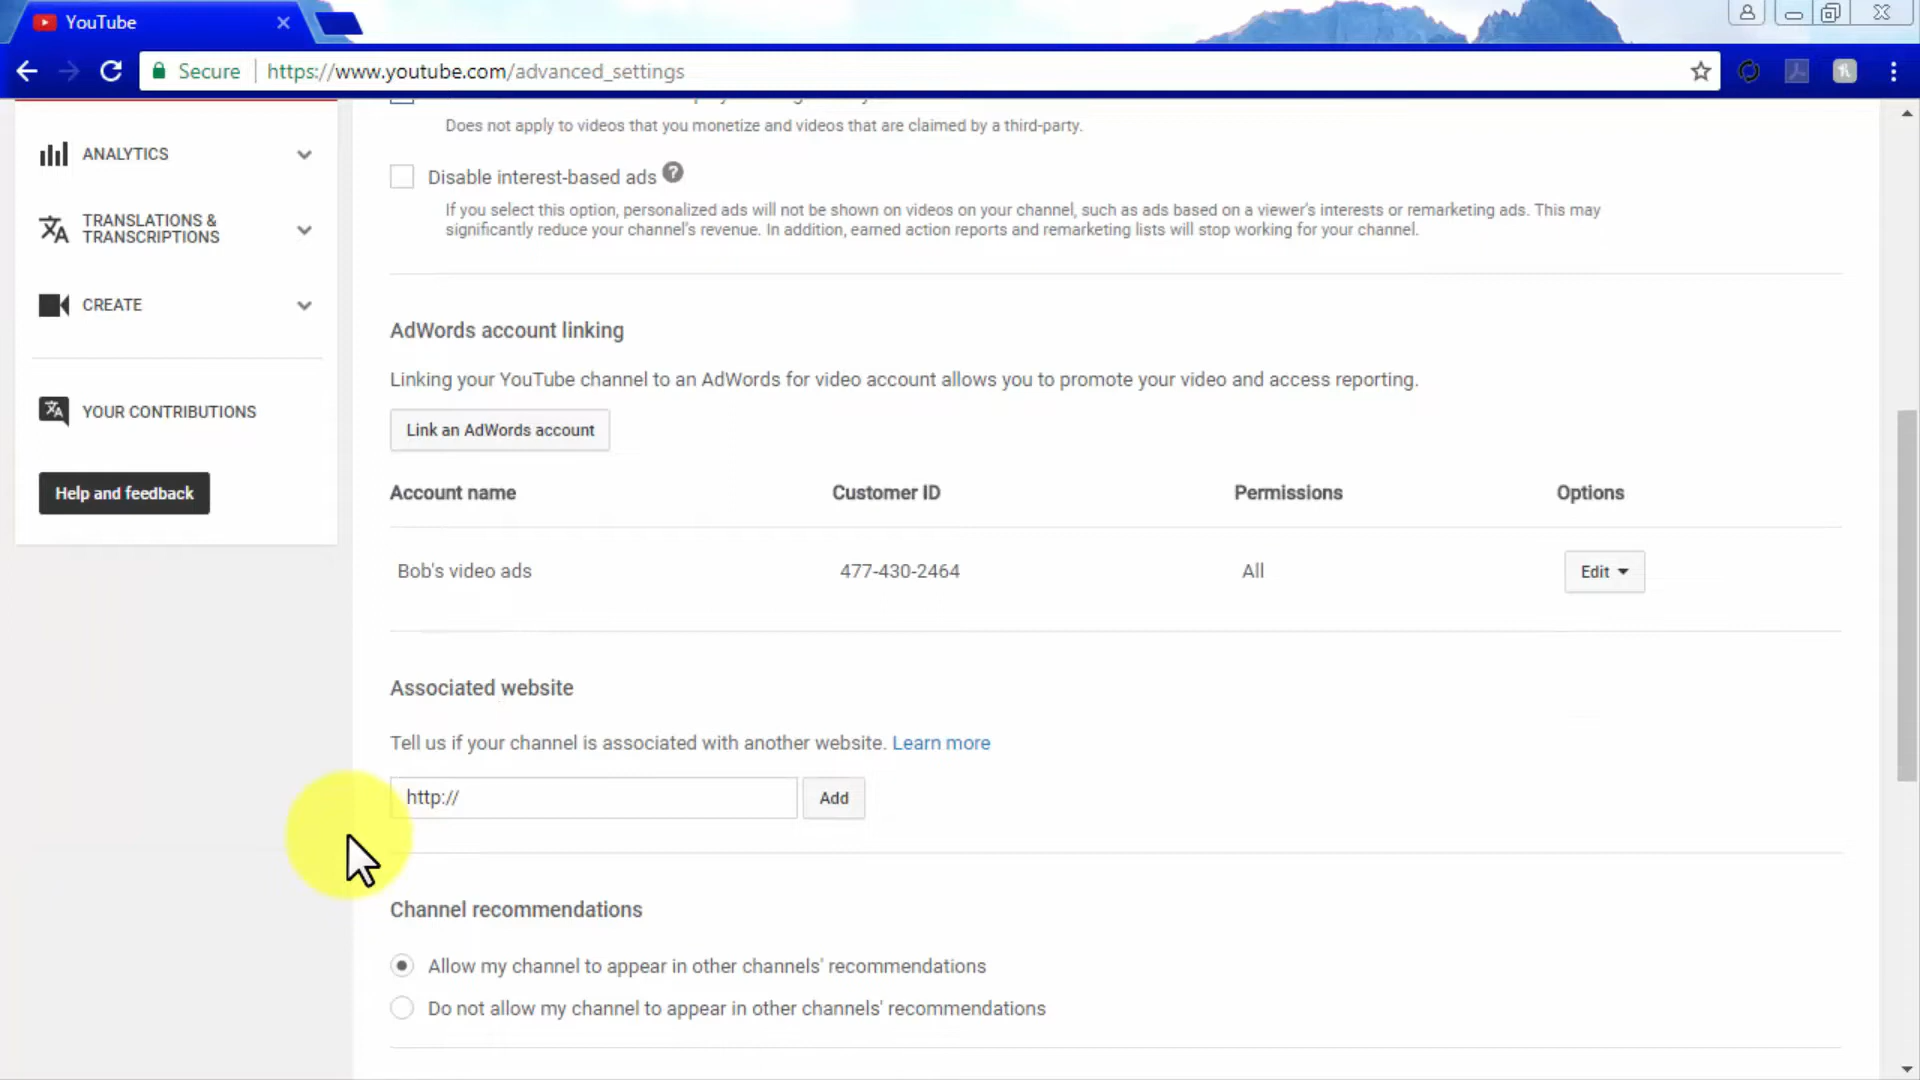 YouTube
Secure https://www.youtube.com/advanced_settings
Does not apply to videos that you monetize and videos that are claimed by a third-party.
ANALYTICS
Disable interest-based ads ?
If you select this option, personalized ads will not be shown on videos on your channel, such as ads based on a viewer's interests or remarketing ads. This may
significantly reduce your channel's revenue. In addition, earned action reports and remarketing lists will stop working for your channel.
TRANSLATIONS &
TRANSCRIPTIONS
CREATE
YOUR CONTRIBUTIONS
Help and feedback
AdWords account linking
Linking your YouTube channel to an AdWords for video account allows you to promote your video and access reporting.
Link an AdWords account
Account name Customer ID Permissions Options
Bob's video ads 477-430-2464 All Edit
Associated website
Tell us if your channel is associated with another website. Learn more
http:// Add
Channel recommendations
Allow my channel to appear in other channels' recommendations
Do not allow my channel to appear in other channels' recommendations